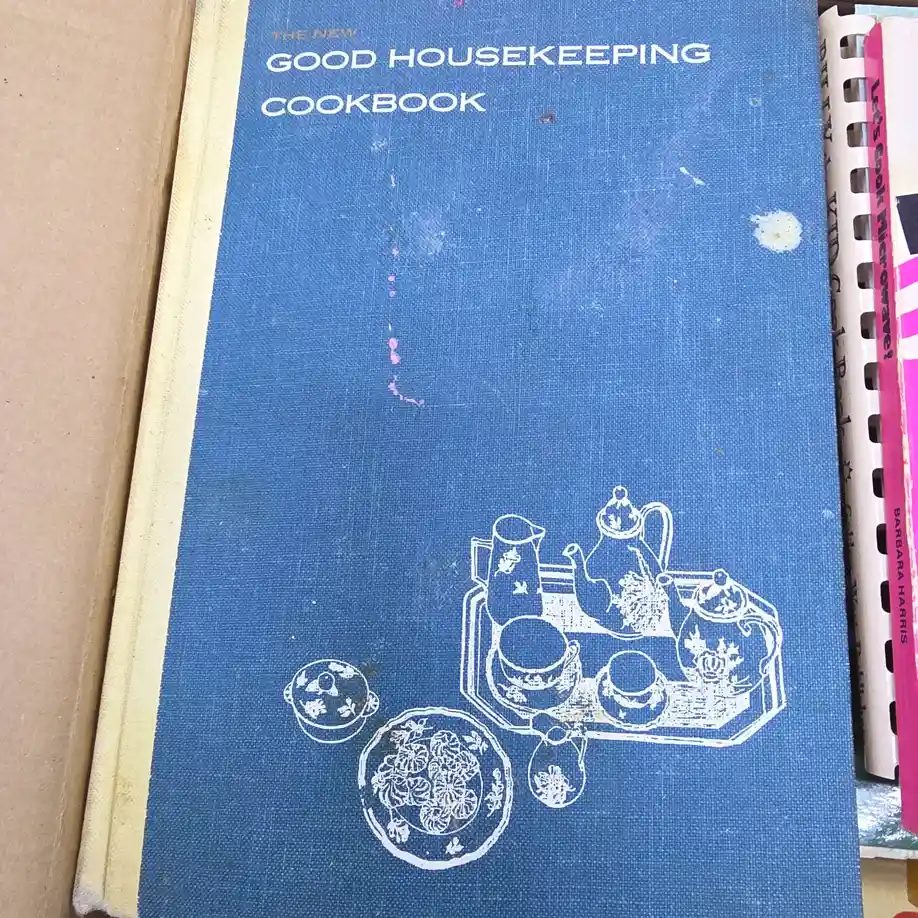 THE NEW
GOOD HOUSEKEEPING
COOKBOOK
Let's Cook Microwave!
BARBARA HARRIS